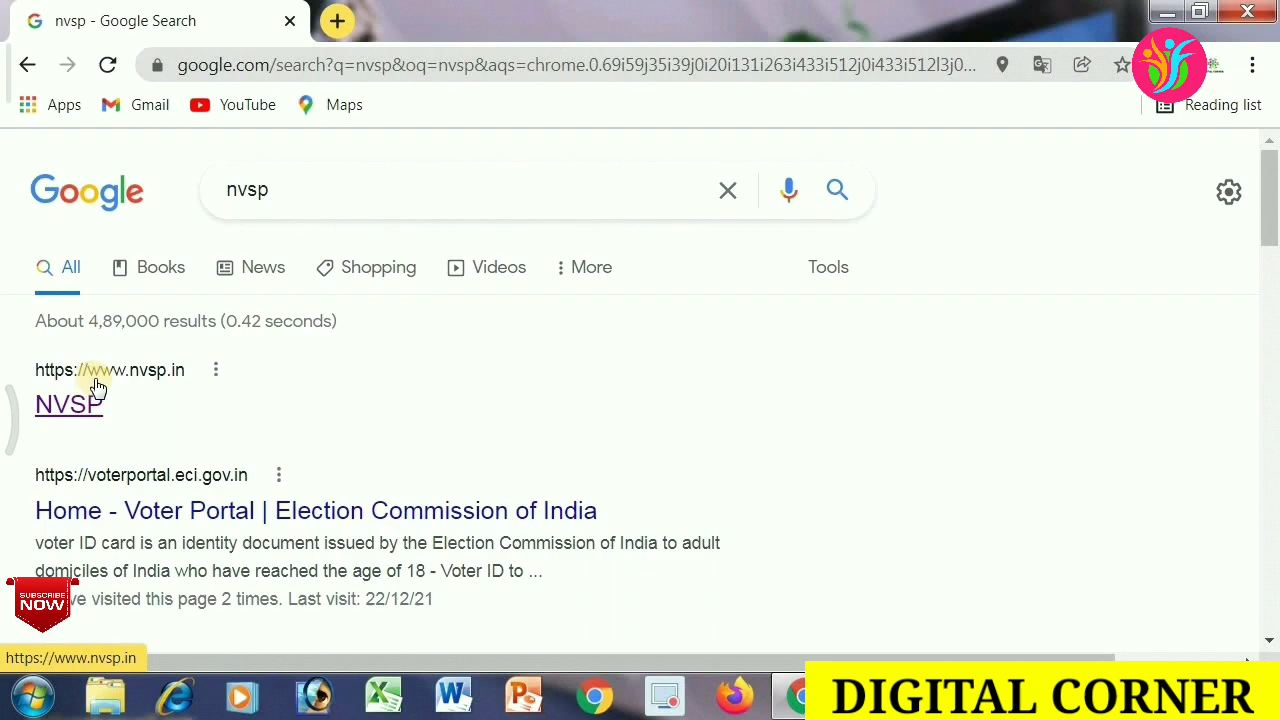 nvsp - Google Search
google.com/search?q=nvsp&oq=nvsp&aqs=chrome.0.69i59j35i39j0i20i131i263i433i512j0i433i512l3j0...
Apps
Gmail
YouTube
Maps
Reading list
Google
nvsp
All
Books
News
Shopping
Videos
More
Tools
About 4,89,000 results (0.42 seconds)
https://www.nvsp.in
NVSP
https://voterportal.eci.gov.in
Home - Voter Portal | Election Commission of India
voter ID card is an identity document issued by the Election Commission of India to adult
domiciles of India who have reached the age of 18 - Voter ID to ...
visited this page 2 times. Last visit: 22/12/21
SUBSCRIBE
NOW
https://www.nvsp.in
DIGITAL CORNER